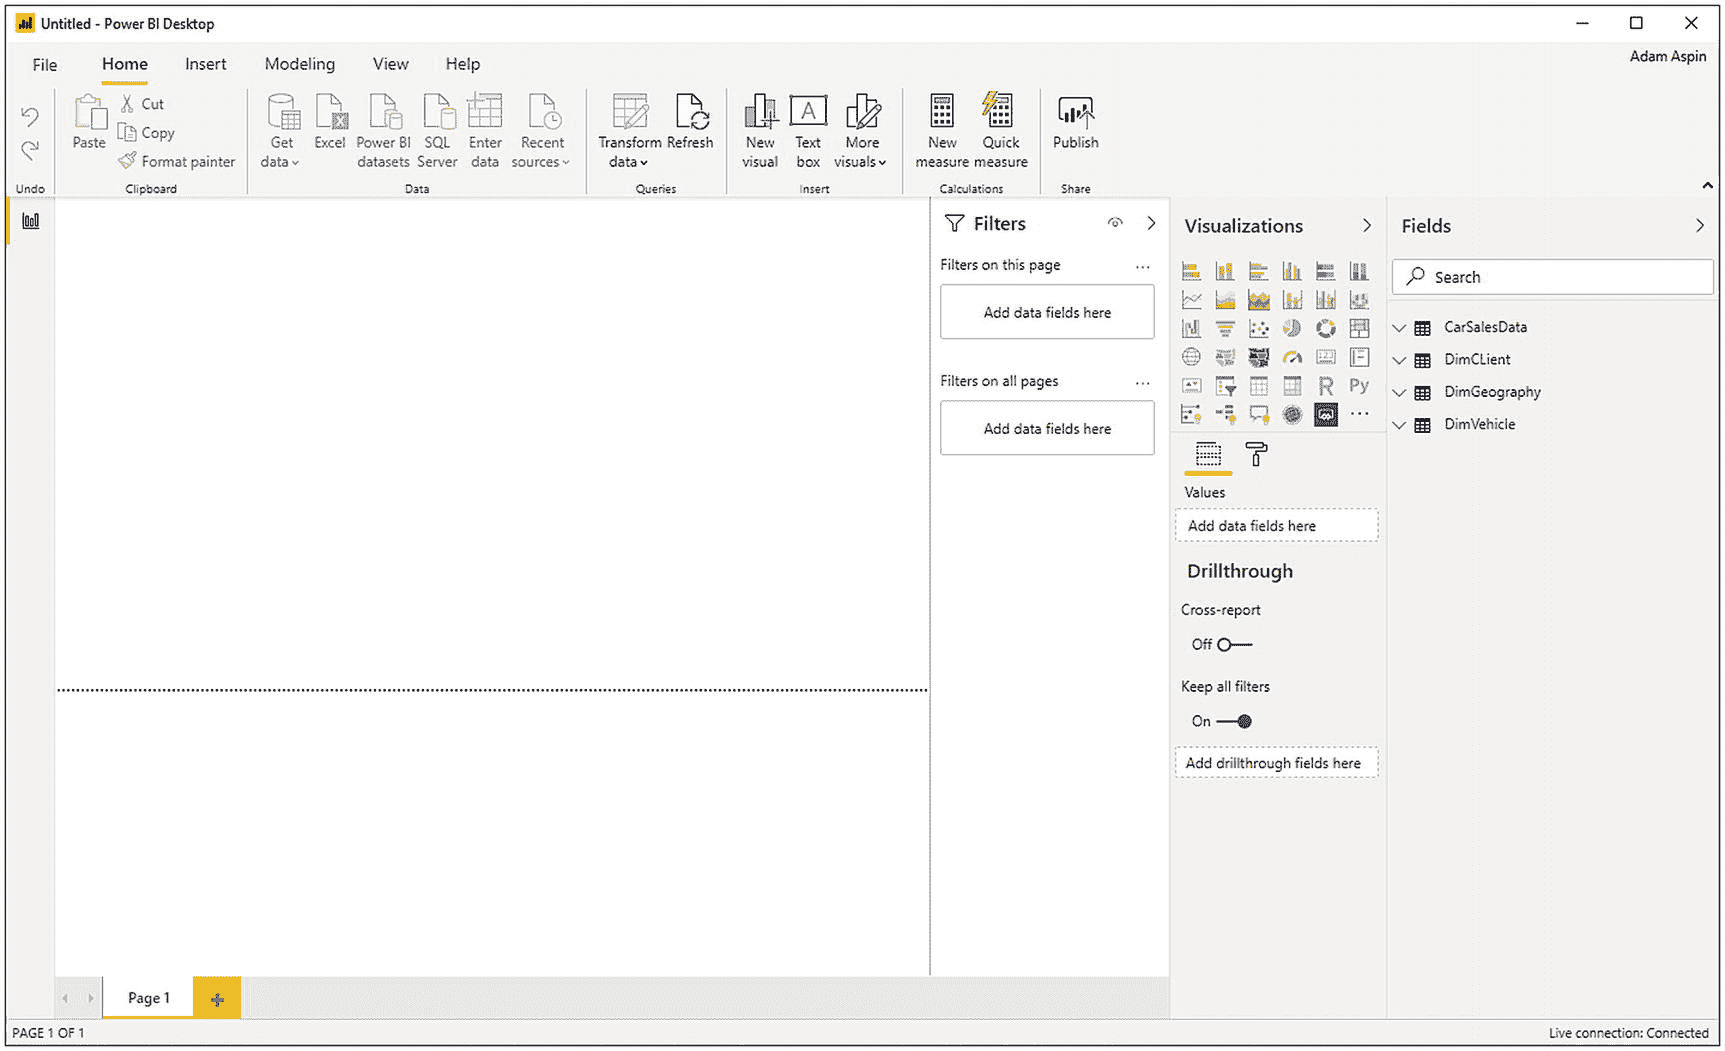 Untitled - Power BI Desktop
Adam Aspin
File Home Insert Modeling View Help
Paste
Cut
Copy
Format painter
Get data
Excel
Power BI datasets
SQL Server
Enter data
Recent sources
Transform data
Refresh
New visual
Text box
More visuals
New measure
Quick measure
Publish
Undo
Clipboard
Data
Queries
Insert
Calculations
Share
Filters
Filters on this page ...
Add data fields here
Filters on all pages ...
Add data fields here
Visualizations
R Py
...
Values
Add data fields here
Drillthrough
Cross-report
Off
Keep all filters
On
Add drillthrough fields here
Fields
Search
CarSalesData
DimCLient
DimGeography
DimVehicle
Page 1 +
PAGE 1 OF 1
Live connection: Connected